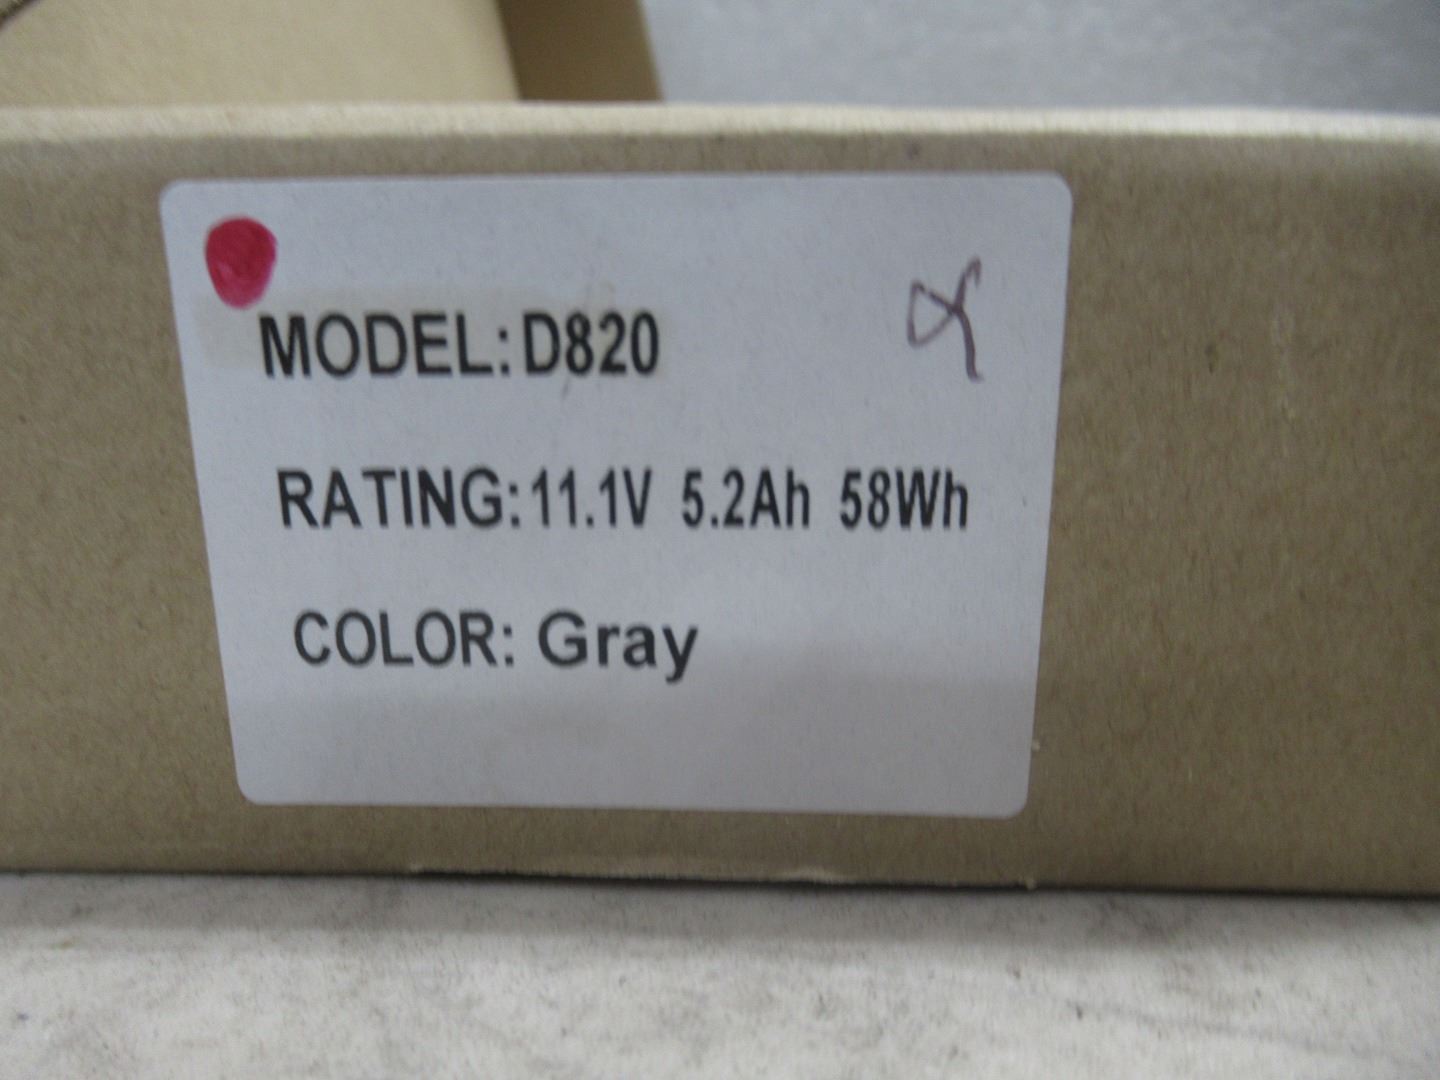 MODEL: D820
RATING: 11.1V 5.2Ah 58Wh
COLOR: Gray